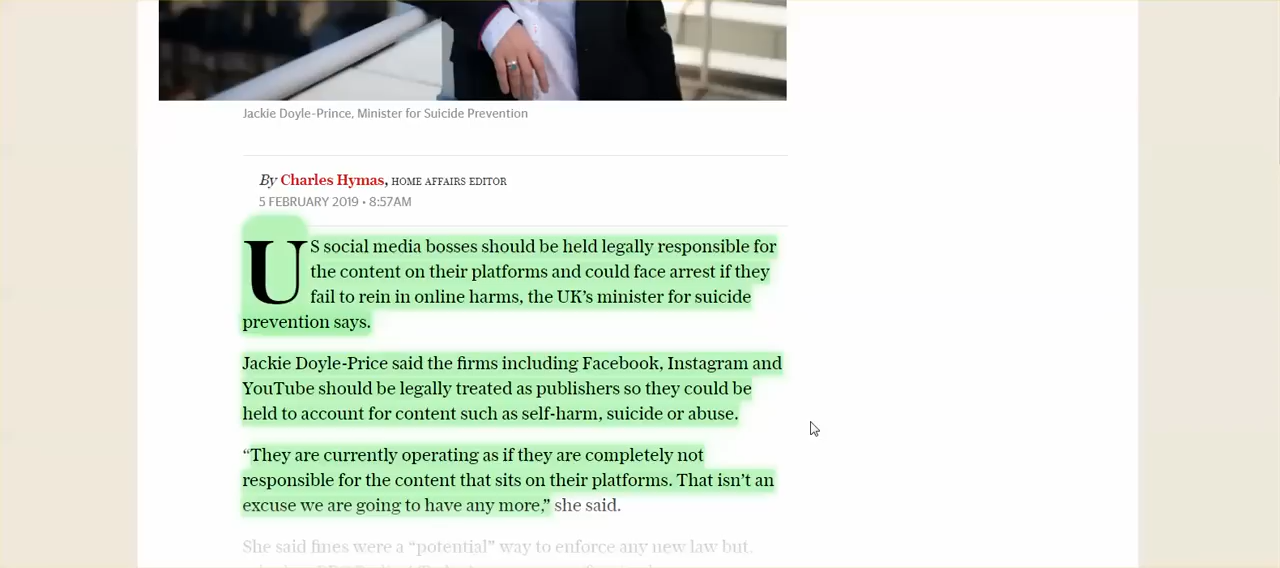 Jackie Doyle-Prince, Minister for Suicide Prevention
By Charles Hymas, HOME AFFAIRS EDITOR
5 FEBRUARY 2019 • 8:57AM
US social media bosses should be held legally responsible for
the content on their platforms and could face arrest if they
fail to rein in online harms, the UK’s minister for suicide
prevention says.
Jackie Doyle-Price said the firms including Facebook, Instagram and
YouTube should be legally treated as publishers so they could be
held to account for content such as self-harm, suicide or abuse.
“They are currently operating as if they are completely not
responsible for the content that sits on their platforms. That isn’t an
excuse we are going to have any more,” she said.
She said fines were a “potential” way to enforce any new law but.